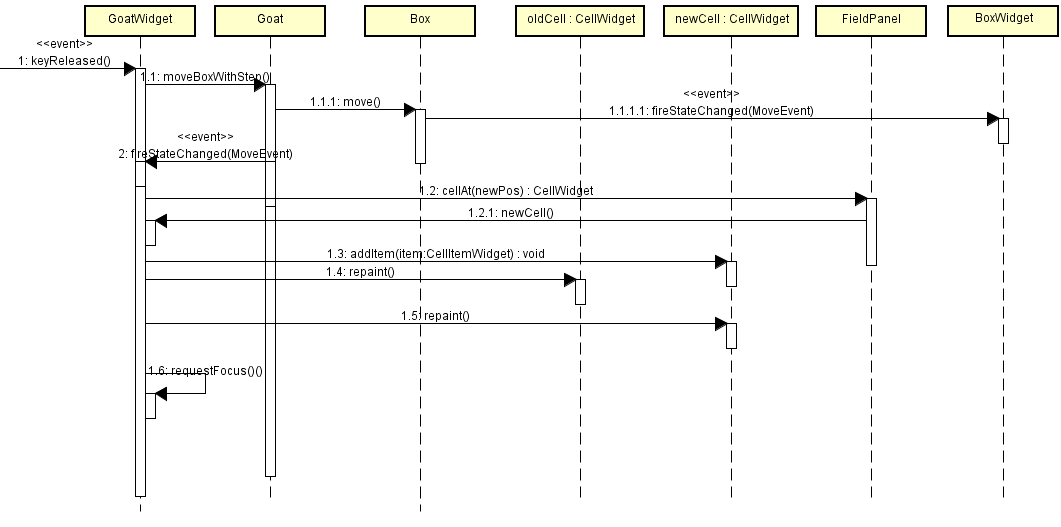 GoatWidget
Goat
Box
oldCell : CellWidget
newCell : CellWidget
FieldPanel
BoxWidget
<<event>>
1: keyReleased()
1.1: moveBoxWithStep()
1.1.1: move()
<<event>>
1.1.1.1: fireStateChanged(MoveEvent)
<<event>>
2: fireStateChanged(MoveEvent)
1.2: cellAt(newPos) : CellWidget
1.2.1: newCell()
1.3: addItem(item:CellItemWidget) : void
1.4: repaint()
1.5: repaint()
1.6: requestFocus()()